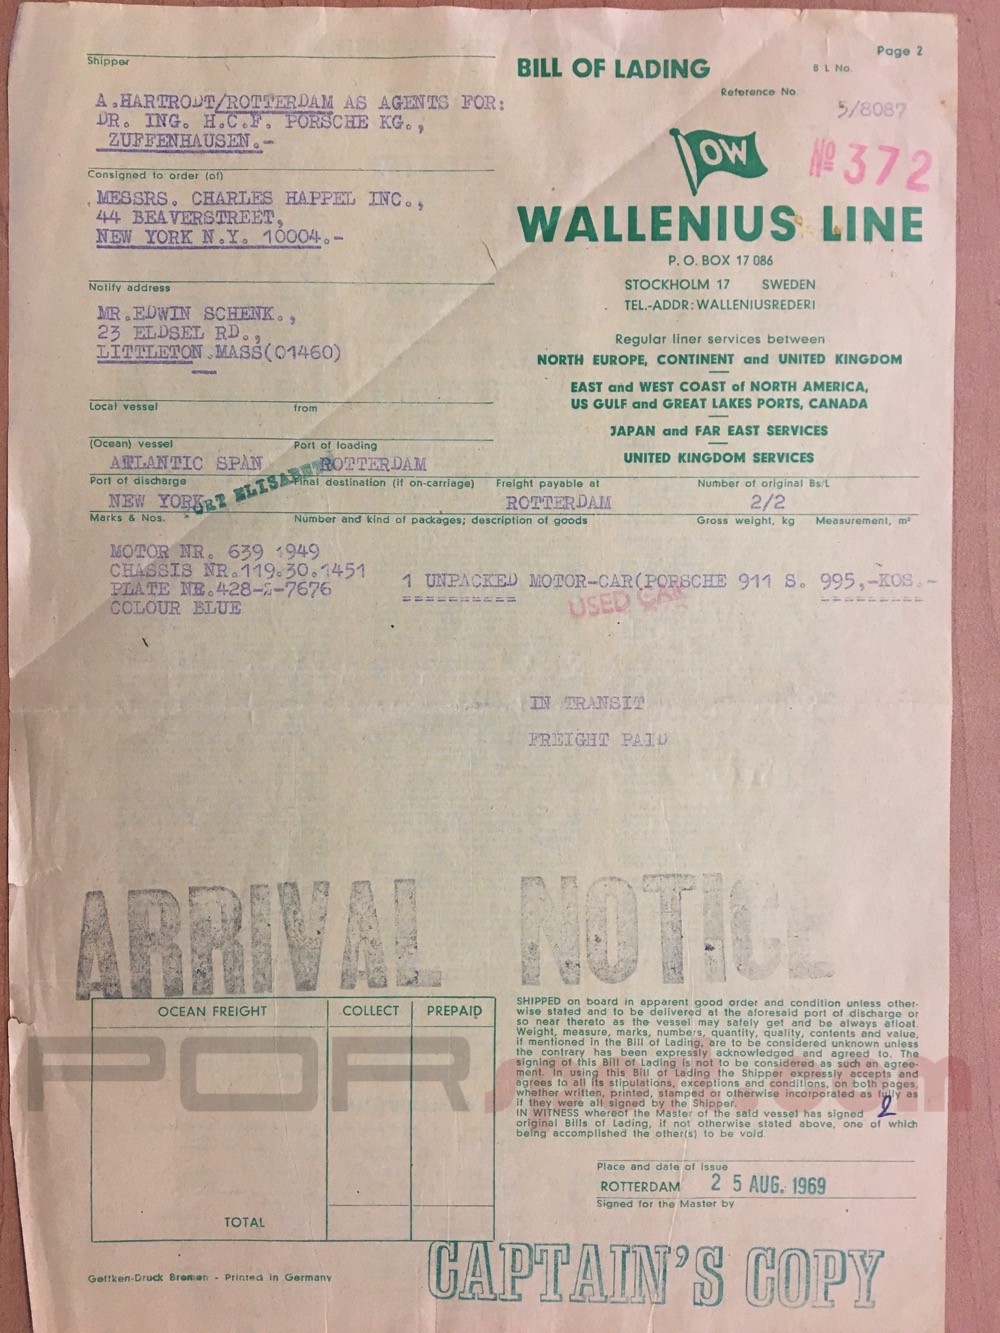 Page 2
Shipper
BILL OF LADING
B L No.
Reference No.
A.HARTRODT/ROTTERDAM AS AGENTS FOR:
DR. ING. H.C.F. PORSCHE KG.,
ZUFFENHAUSEN.-
5/8087
OW
No 372
Consigned to order (of)
MESSRS. CHARLES HAPPEL INC.,
44 BEAVERSTREET,
NEW YORK N.Y. 10004.-
WALLENIUS LINE
P. O. BOX 17 086
STOCKHOLM 17 SWEDEN
TEL.-ADDR: WALLENIUSREDERI
Notify address
MR.EDWIN SCHENK.,
23 ELDSEL RD.,
LITTLETON.MASS(01460)
Regular liner services between
NORTH EUROPE, CONTINENT and UNITED KINGDOM
EAST and WEST COAST of NORTH AMERICA,
US GULF and GREAT LAKES PORTS, CANADA
JAPAN and FAR EAST SERVICES
UNITED KINGDOM SERVICES
Local vessel from
(Ocean) vessel Port of loading
ATLANTIC SPAN ROTTERDAM
Port of discharge Final destination (if on-carriage) Freight payable at Number of original Bs/L
NEW YORK PORT ELISABETH ROTTERDAM 2/2
Marks & Nos. Number and kind of packages; description of goods Gross weight, kg Measurement, m³
MOTOR NR. 639 1949
CHASSIS NR.119.30.1451
PLATE NR.428-Z-7676
COLOUR BLUE
1 UNPACKED MOTOR-CAR(PORSCHE 911 S. 995,-KOS.-
USED CAR
IN TRANSIT
FREIGHT PAID
ARRIVAL NOTICE
OCEAN FREIGHT COLLECT PREPAID
TOTAL
SHIPPED on board in apparent good order and condition unless other-
wise stated and to be delivered at the aforesaid port of discharge or
so near thereto as the vessel may safely get and be always afloat.
Weight, measure, marks, numbers, quantity, quality, contents and value,
if mentioned in the Bill of Lading, are to be considered unknown unless
the contrary has been expressly acknowledged and agreed to. The
signing of this Bill of Lading is not to be considered as such an agree-
ment. In using this Bill of Lading the Shipper expressly accepts and
agrees to all its stipulations, exceptions and conditions, on both pages,
whether written, printed, stamped or otherwise incorporated as fully as
if they were all signed by the Shipper.
IN WITNESS whereof the Master of the said vessel has signed 2
original Bills of Lading, if not otherwise stated above, one of which
being accomplished the other(s) to be void.
Place and date of issue
ROTTERDAM 25 AUG. 1969
Signed for the Master by
CAPTAIN'S COPY
Geffken-Druck Bremen - Printed in Germany